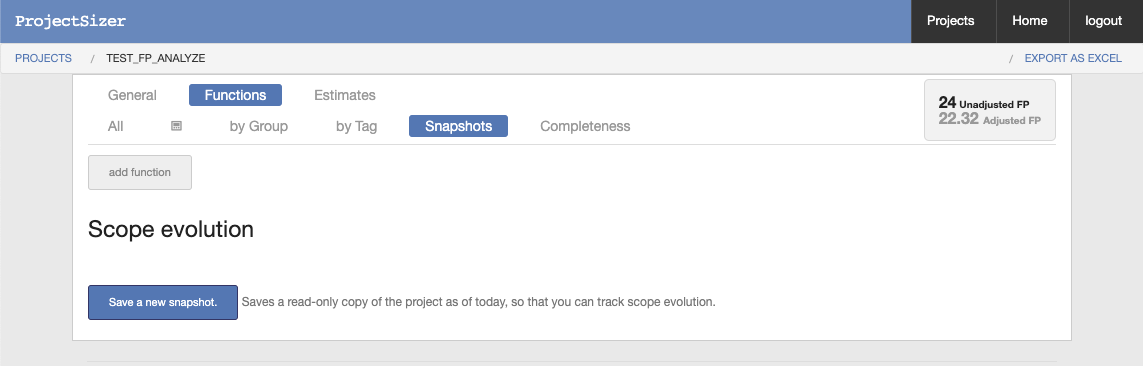 ProjectSizer Projects Home logout
PROJECTS / TEST_FP_ANALYZE / EXPORT AS EXCEL
General Functions Estimates
All by Group by Tag Snapshots Completeness
24 Unadjusted FP
22.32 Adjusted FP
add function
Scope evolution
Save a new snapshot. Saves a read-only copy of the project as of today, so that you can track scope evolution.